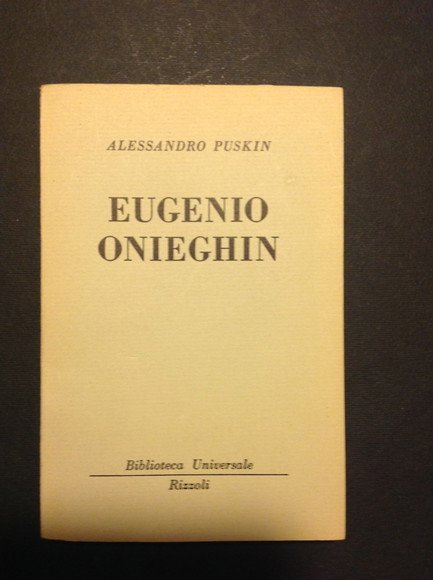 ALESSANDRO PUSKIN
EUGENIO
ONIEGHIN
Biblioteca Universale
Rizzoli